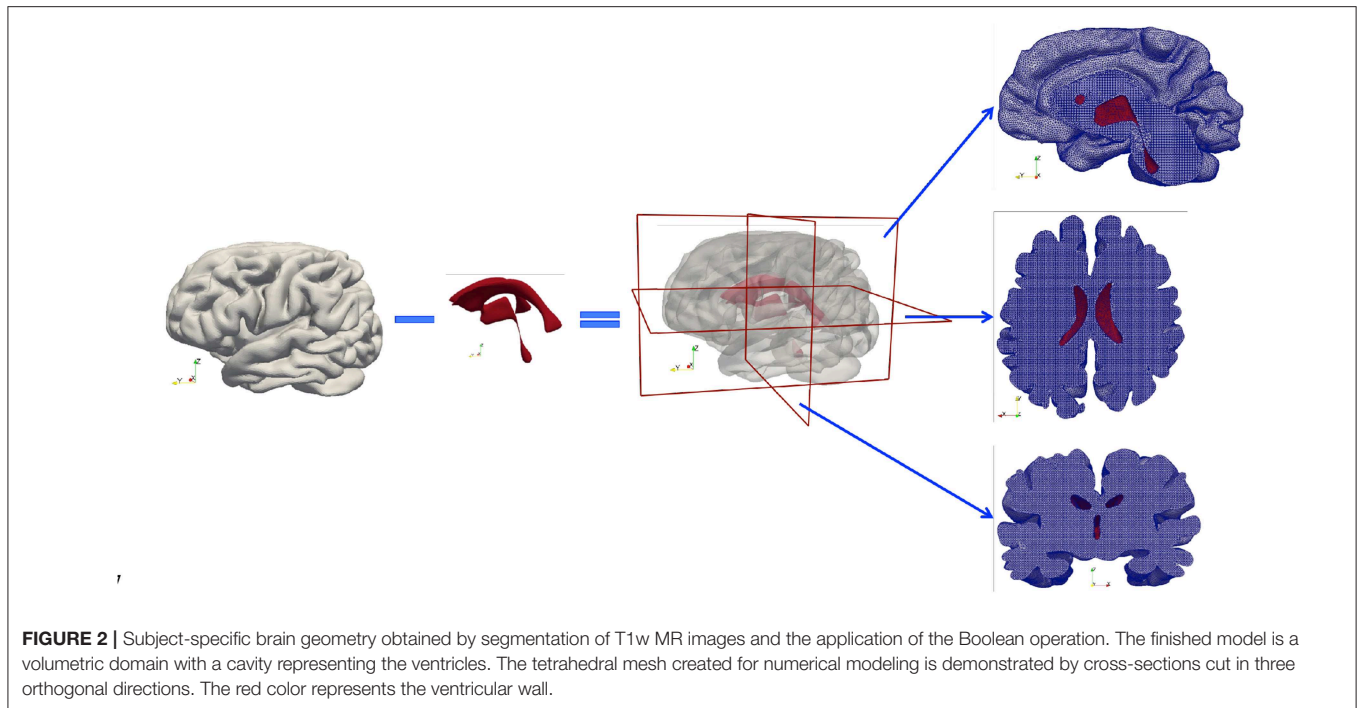 FIGURE 2 | Subject-specific brain geometry obtained by segmentation of T1w MR images and the application of the Boolean operation. The finished model is a
volumetric domain with a cavity representing the ventricles. The tetrahedral mesh created for numerical modeling is demonstrated by cross-sections cut in three
orthogonal directions. The red color represents the ventricular wall.